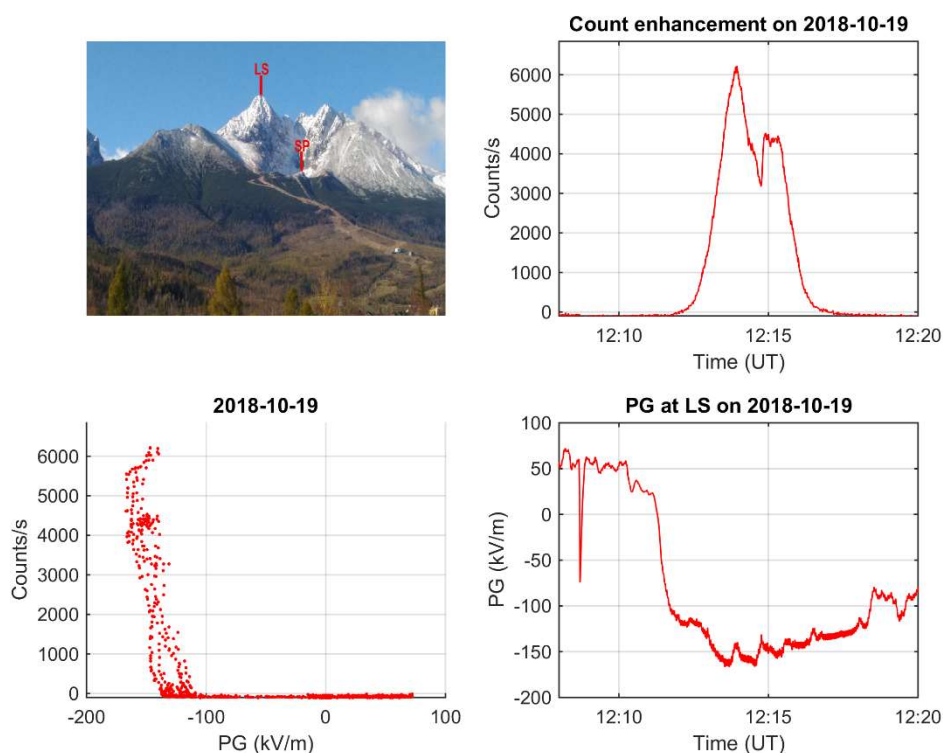 LS
SP
Count enhancement on 2018-10-19
6000
5000
4000
3000
2000
1000
0
Counts/s
12:10 12:15 12:20
Time (UT)
2018-10-19
6000
5000
4000
3000
2000
1000
0
Counts/s
-200 -100 0 100
PG (kV/m)
PG at LS on 2018-10-19
100
50
0
-50
-100
-150
-200
PG (kV/m)
12:10 12:15 12:20
Time (UT)